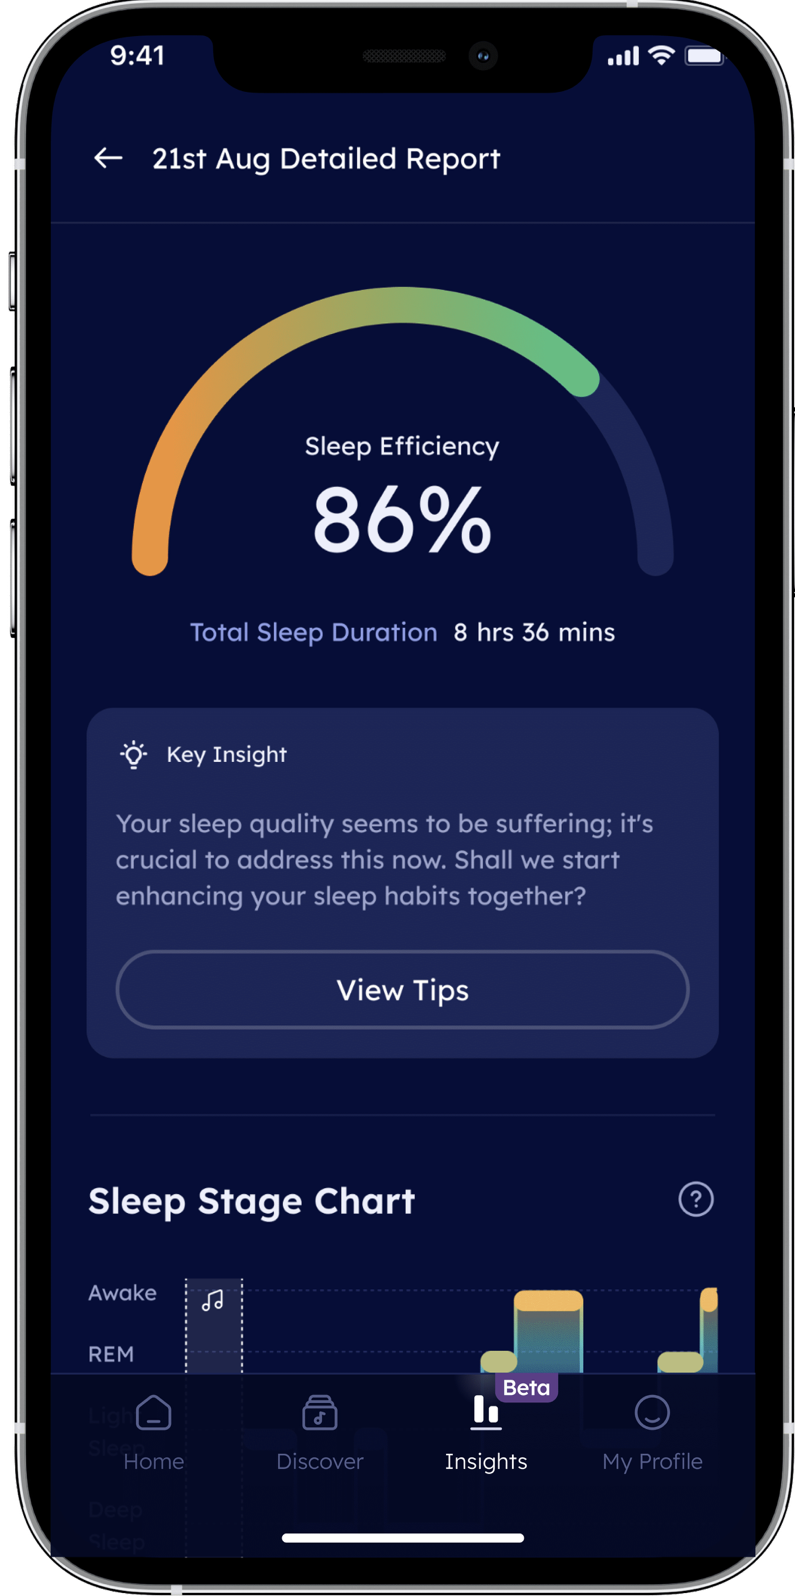 9:41
21st Aug Detailed Report
Sleep Efficiency
86%
Total Sleep Duration 8 hrs 36 mins
Key Insight
Your sleep quality seems to be suffering; it's
crucial to address this now. Shall we start
enhancing your sleep habits together?
View Tips
Sleep Stage Chart
?
Awake
REM
Light
Sleep
Beta
Home
Discover
Insights
My Profile
Deep
Sleep